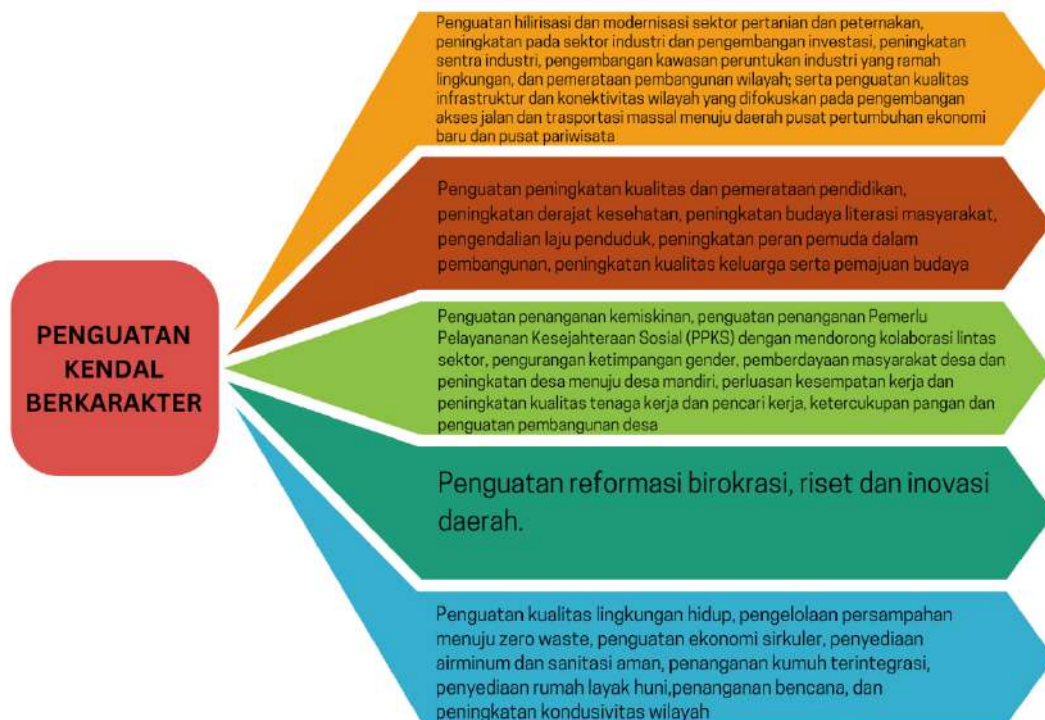 Penguatan hilirisasi dan modernisasi sektor pertanian dan peternakan,
peningkatan pada sektor industri dan pengembangan investasi, peningkatan
sentra industri, pengembangan kawasan peruntukan industri yang ramah
lingkungan, dan pemerataan pembangunan wilayah; serta penguatan kualitas
infrastruktur dan konektivitas wilayah yang difokuskan pada pengembangan
akses jalan dan trasportasi massal menuju daerah pusat pertumbuhan ekonomi
baru dan pusat pariwisata
Penguatan peningkatan kualitas dan pemerataan pendidikan,
peningkatan derajat kesehatan, peningkatan budaya literasi masyarakat,
pengendalian laju penduduk, peningkatan peran pemuda dalam
pembangunan, peningkatan kualitas keluarga serta pemajuan budaya
PENGUATAN
KENDAL
BERKARAKTER
Penguatan penanganan kemiskinan, penguatan penanganan Pemerlu
Pelayananan Kesejahteraan Sosial (PPKS) dengan mendorong kolaborasi lintas
sektor, pengurangan ketimpangan gender, pemberdayaan masyarakat desa dan
peningkatan desa menuju desa mandiri, perluasan kesempatan kerja dan
peningkatan kualitas tenaga kerja dan pencari kerja, ketercukupan pangan dan
penguatan pembangunan desa
Penguatan reformasi birokrasi, riset dan inovasi
daerah.
Penguatan kualitas lingkungan hidup, pengelolaan persampahan
menuju zero waste, penguatan ekonomi sirkuler, penyediaan
airminum dan sanitasi aman, penanganan kumuh terintegrasi,
penyediaan rumah layak huni,penanganan bencana, dan
peningkatan kondusivitas wilayah